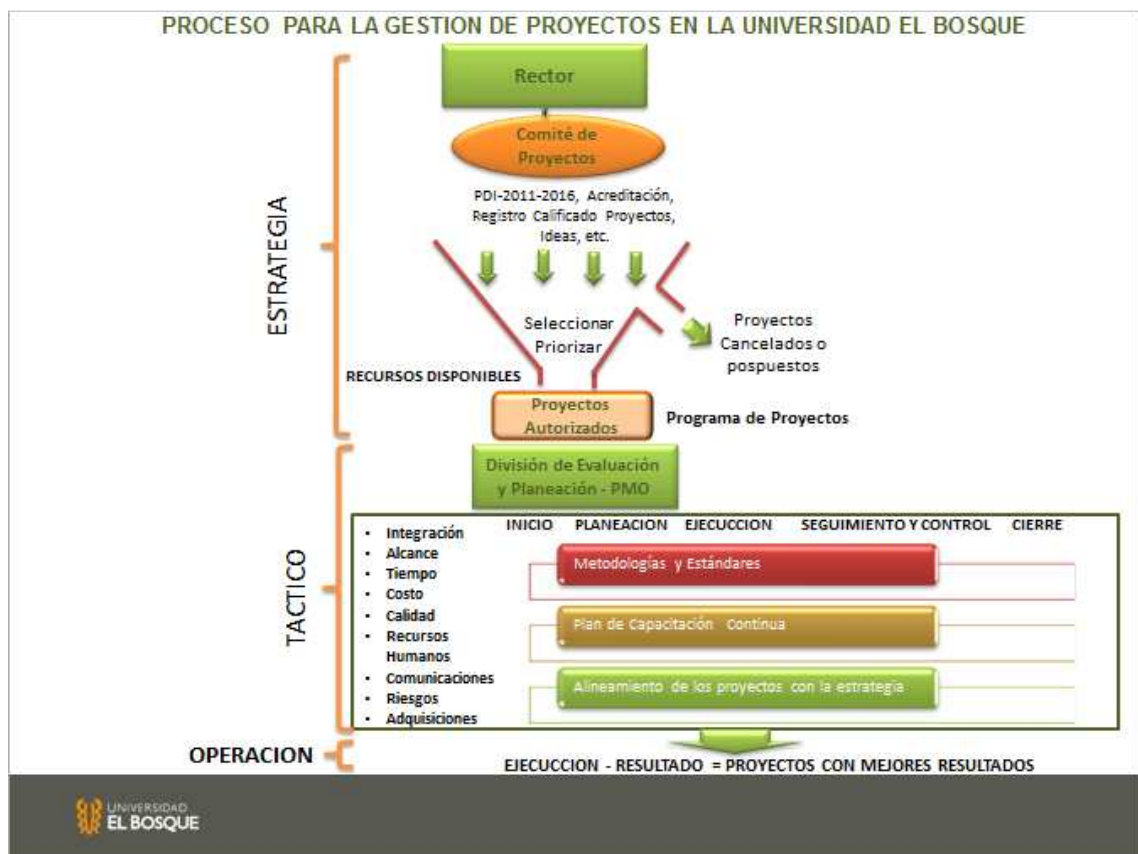 PROCESO PARA LA GESTION DE PROYECTOS EN LA UNIVERSIDAD EL BOSQUE
ESTRATEGIA
Rector
Comité de
Proyectos
PDI-2011-2016, Acreditación,
Registro Calificado Proyectos,
Ideas, etc.
Seleccionar
Priorizar
Proyectos
Cancelados o
pospuestos
RECURSOS DISPONIBLES
Proyectos
Autorizados
Programa de Proyectos
TACTICO
División de Evaluación
y Planeación - PMO
INICIO PLANEACION EJECUCCION SEGUIMIENTO Y CONTROL CIERRE
• Integración
• Alcance
• Tiempo
• Costo
• Calidad
• Recursos
Humanos
• Comunicaciones
• Riesgos
• Adquisiciones
Metodologías y Estándares
Plan de Capacitación Continua
Alineamiento de los proyectos con la estrategia
OPERACION
EJECUCCION - RESULTADO = PROYECTOS CON MEJORES RESULTADOS
UNIVERSIDAD
EL BOSQUE